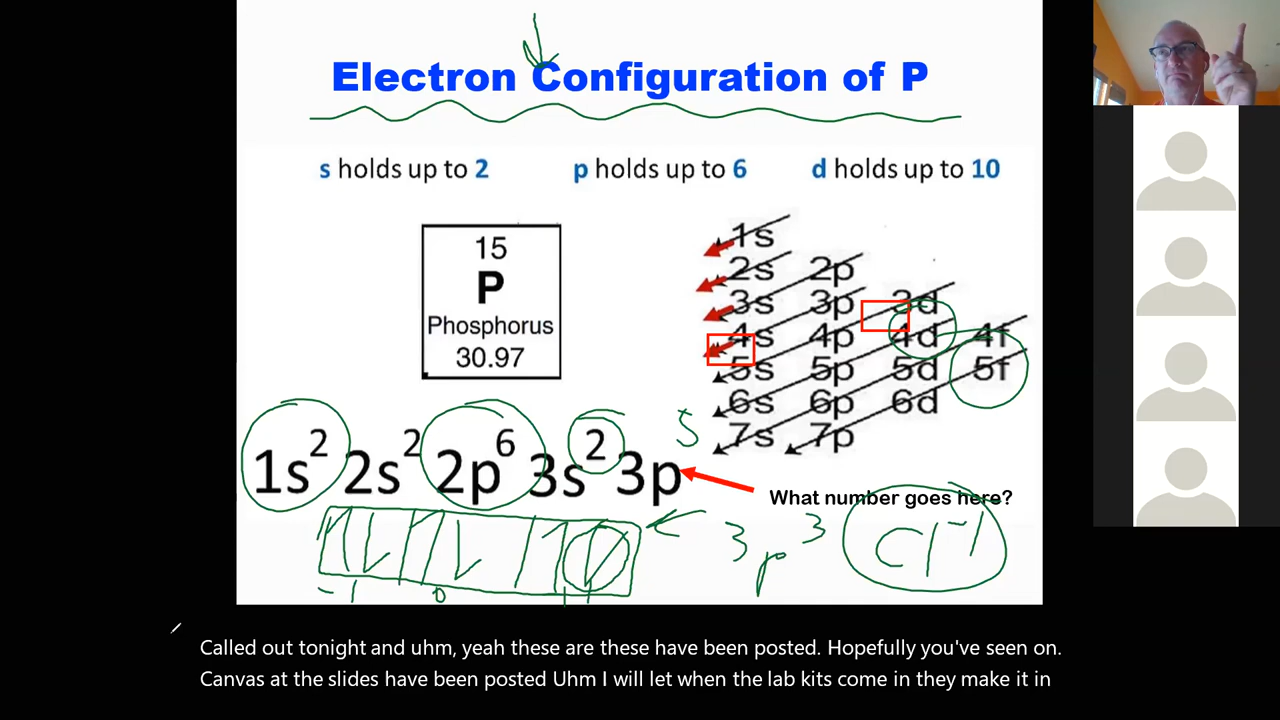 Electron Configuration of P
s holds up to 2 p holds up to 6 d holds up to 10
15
P
Phosphorus
30.97
1s
2s 2p
3s 3p 3d
4s 4p 4d 4f
5s 5p 5d 5f
6s 6p 6d
7s 7p
1s² 2s² 2p⁶ 3s² 3p 5
What number goes here?
3p³ Cl⁻¹
-1 0 +1
Called out tonight and uhm, yeah these are these have been posted. Hopefully you've seen on.
Canvas at the slides have been posted Uhm I will let when the lab kits come in they make it in